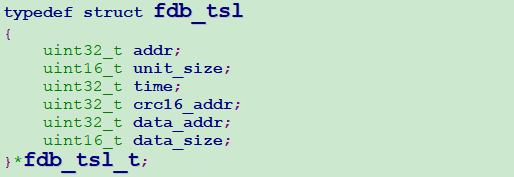 typedef struct fdb_tsl
{
    uint32_t addr;
    uint16_t unit_size;
    uint32_t time;
    uint32_t crc16_addr;
    uint32_t data_addr;
    uint16_t data_size;
}*fdb_tsl_t;